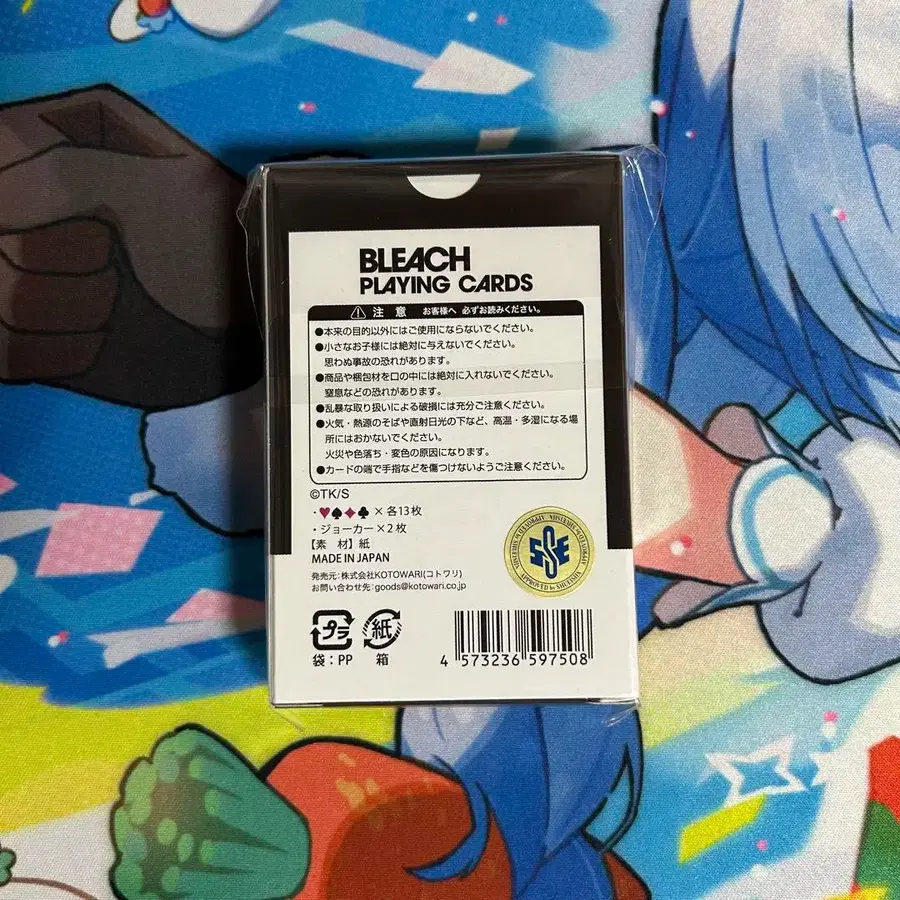 BLEACH
PLAYING CARDS
注 意 お客様へ 必ずお読みください。
●本来の目的以外にはご使用にならないでください。
●小さなお子様には絶対に与えないでください。
思わぬ事故の恐れがあります。
●商品や梱包材を口の中には絶対に入れないでください。
窒息などの恐れがあります。
●乱暴な取り扱いによる破損には充分ご注意ください。
●火気・熱源のそばや直射日光の下など、高温・多湿になる場
所にはおかないでください。
火災や色落ち・変色の原因になります。
●カードの端で手指などを傷つけないようご注意ください。
©TK/S
・♥♠♦♣×各13枚
・ジョーカー×2枚
【素 材】紙
MADE IN JAPAN
発売元：株式会社KOTOWARI(コトワリ)
お問い合わせ先：goods@kotowari.co.jp
APPROVED by SHUEISHA
プラ 紙
袋：PP 箱
4 573236 597508